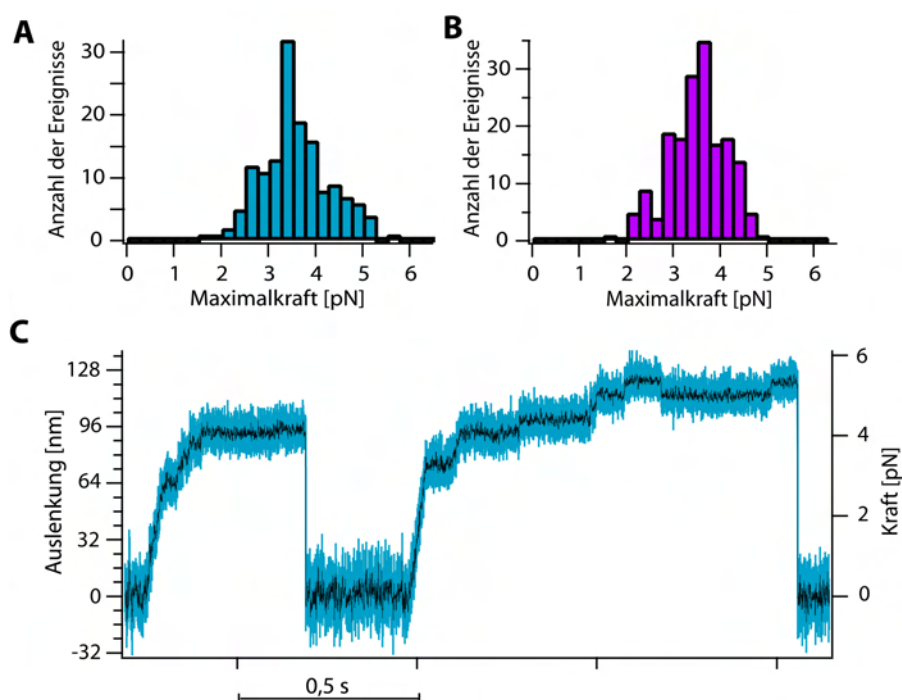 A
Anzahl der Ereignisse
30
20
10
0
0 1 2 3 4 5 6
Maximalkraft [pN]
B
Anzahl der Ereignisse
30
20
10
0
0 1 2 3 4 5 6
Maximalkraft [pN]
C
Auslenkung [nm]
128
96
64
32
0
-32
6
4
2
0
Kraft [pN]
0,5 s